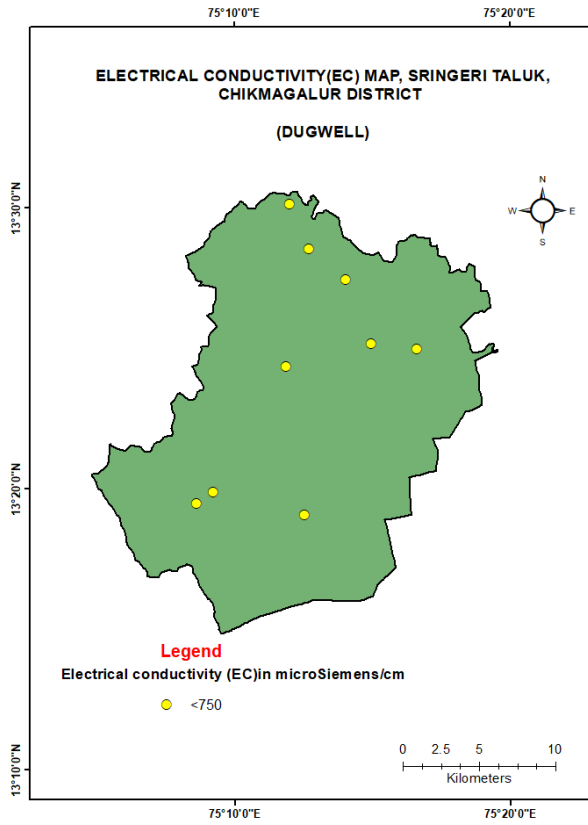 75°10'0"E 75°20'0"E
ELECTRICAL CONDUCTIVITY(EC) MAP, SRINGERI TALUK,
CHIKMAGALUR DISTRICT
(DUGWELL)
N
W E
S
13°30'0"N
13°20'0"N
13°10'0"N
Legend
Electrical conductivity (EC)in microSiemens/cm
<750
0 2.5 5 10
Kilometers
75°10'0"E 75°20'0"E